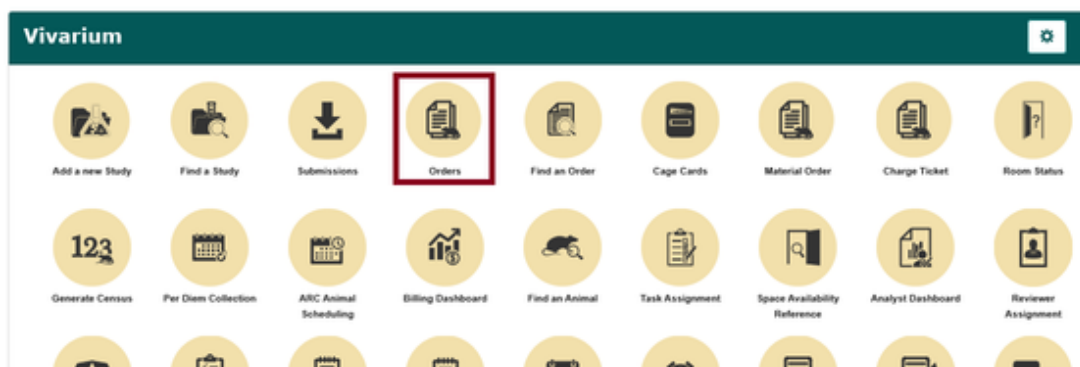 Vivarium
Add a new Study Find a Study Submissions Orders Find an Order Cage Cards Material Order Charge Ticket Room Status
?
123
Generate Census Per Diem Collection ARC Animal Scheduling Billing Dashboard Find an Animal Task Assignment Space Availability Reference Analyst Dashboard Reviewer Assignment